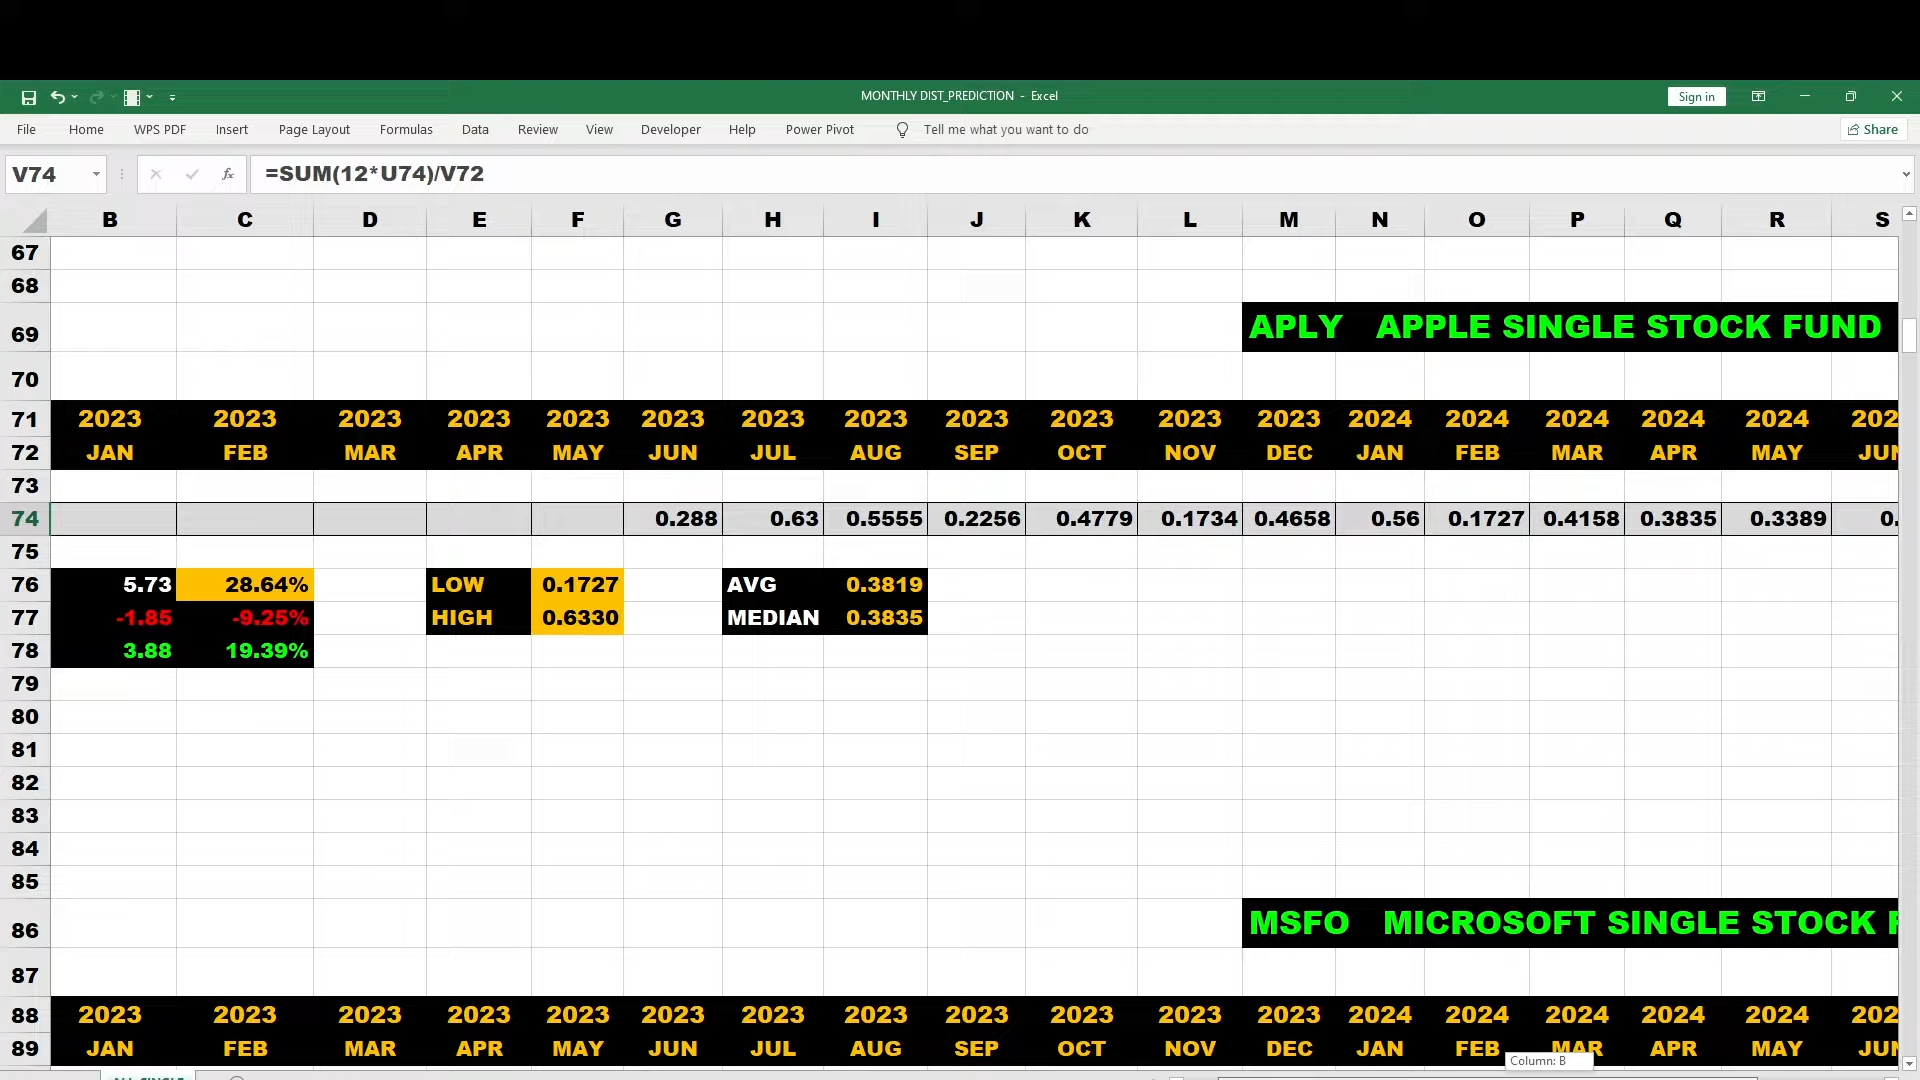 MONTHLY DIST_PREDICTION - Excel
Sign in
File Home WPS PDF Insert Page Layout Formulas Data Review View Developer Help Power Pivot Tell me what you want to do Share
V74 fx =SUM(12*U74)/V72
B C D E F G H I J K L M N O P Q R S
67
68
69 APLY APPLE SINGLE STOCK FUND
70
71 2023 2023 2023 2023 2023 2023 2023 2023 2023 2023 2023 2023 2024 2024 2024 2024 2024 202
72 JAN FEB MAR APR MAY JUN JUL AUG SEP OCT NOV DEC JAN FEB MAR APR MAY JUN
73
74 0.288 0.63 0.5555 0.2256 0.4779 0.1734 0.4658 0.56 0.1727 0.4158 0.3835 0.3389 0.
75
76 5.73 28.64% LOW 0.1727 AVG 0.3819
77 -1.85 -9.25% HIGH 0.6330 MEDIAN 0.3835
78 3.88 19.39%
79
80
81
82
83
84
85
86 MSFO MICROSOFT SINGLE STOCK F
87
88 2023 2023 2023 2023 2023 2023 2023 2023 2023 2023 2023 2023 2024 2024 2024 2024 2024 202
89 JAN FEB MAR APR MAY JUN JUL AUG SEP OCT NOV DEC JAN FEB MAR APR MAY JUN
Column: B